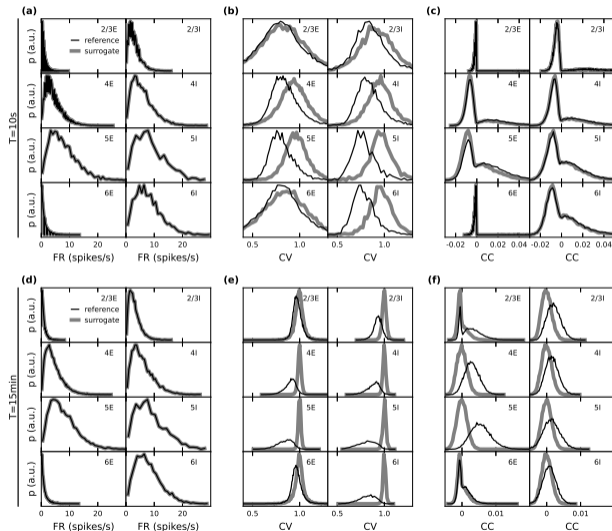 (a)
(b)
(c)
2/3E
reference
surrogate
2/3I
2/3E
2/3I
2/3E
2/3I
p (a.u.)
4E
4I
4E
4I
4E
4I
p (a.u.)
5E
5I
5E
5I
5E
5I
p (a.u.)
6E
6I
6E
6I
6E
6I
p (a.u.)
T=10s
0 10 20
0 10 20
0.5 1.0
0.5 1.0
-0.02 0 0.02 0.04
-0.02 0 0.02 0.04
FR (spikes/s)
FR (spikes/s)
CV
CV
CC
CC
(d)
(e)
(f)
2/3E
reference
surrogate
2/3I
2/3E
2/3I
2/3E
2/3I
p (a.u.)
4E
4I
4E
4I
4E
4I
p (a.u.)
5E
5I
5E
5I
5E
5I
p (a.u.)
6E
6I
6E
6I
6E
6I
p (a.u.)
T=15min
0 10 20
0 10 20
0.5 1.0
0.5 1.0
0 0.01
0 0.01
FR (spikes/s)
FR (spikes/s)
CV
CV
CC
CC